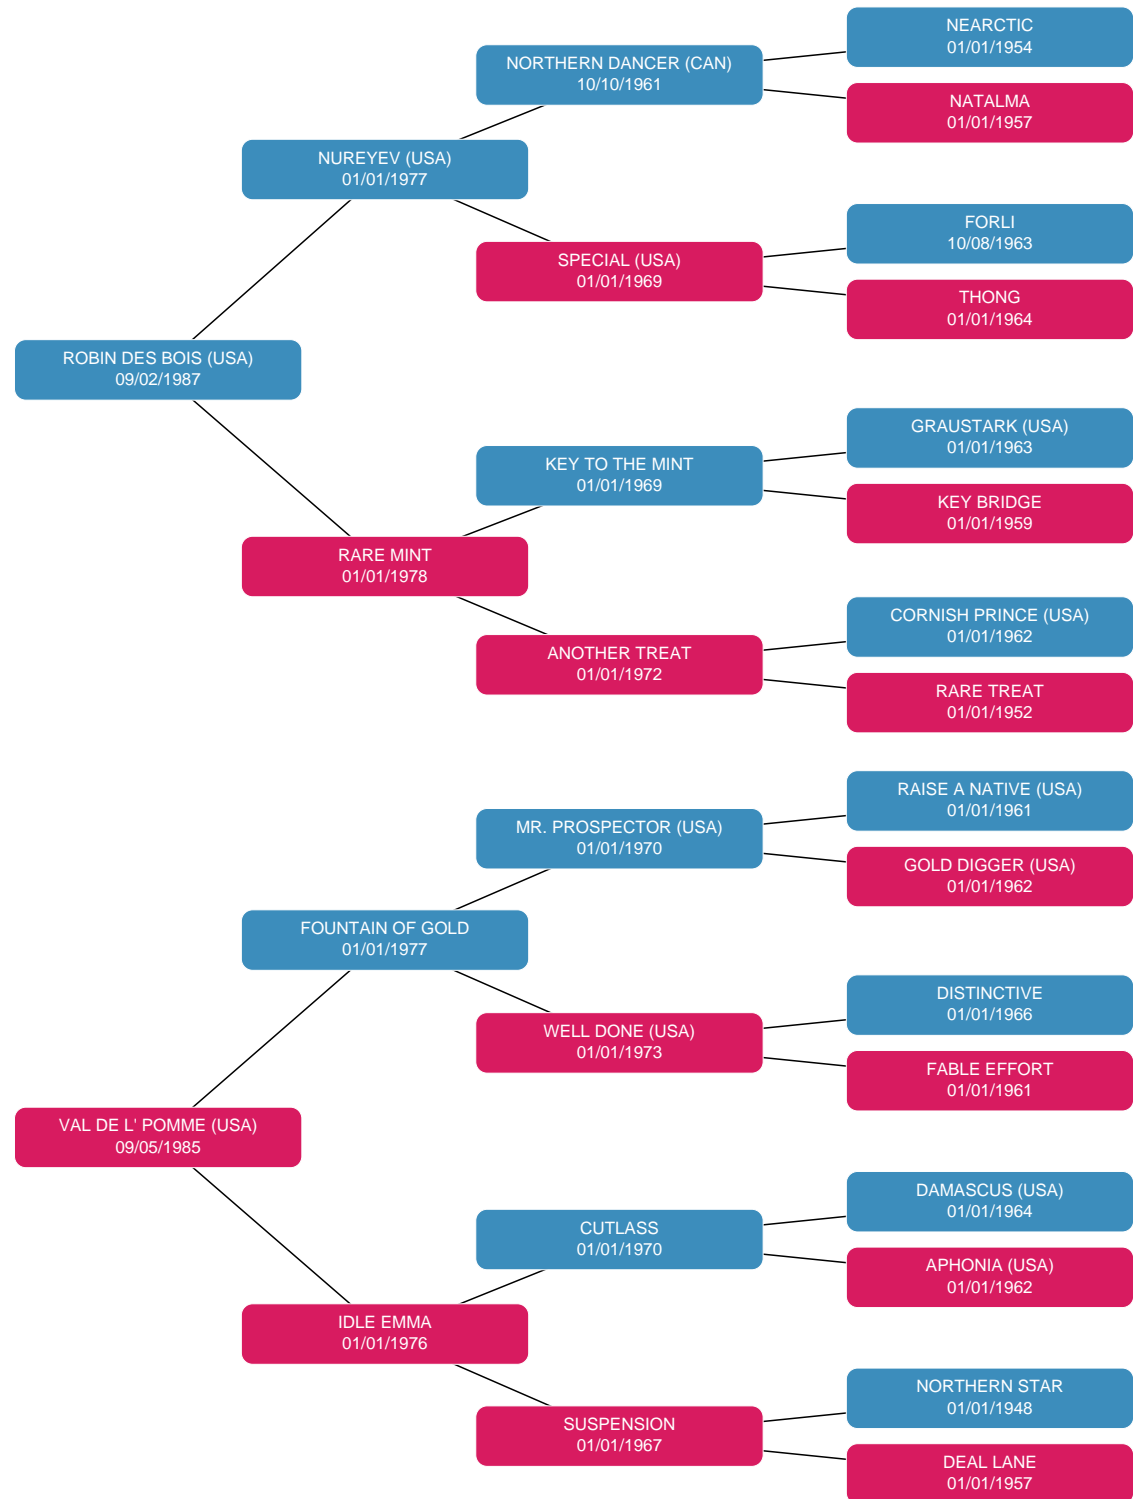 NEARCTIC
01/01/1954
NORTHERN DANCER (CAN)
10/10/1961
NATALMA
01/01/1957
NUREYEV (USA)
01/01/1977
FORLI
10/08/1963
SPECIAL (USA)
01/01/1969
THONG
01/01/1964
ROBIN DES BOIS (USA)
09/02/1987
GRAUSTARK (USA)
01/01/1963
KEY TO THE MINT
01/01/1969
KEY BRIDGE
01/01/1959
RARE MINT
01/01/1978
CORNISH PRINCE (USA)
01/01/1962
ANOTHER TREAT
01/01/1972
RARE TREAT
01/01/1952
RAISE A NATIVE (USA)
01/01/1961
MR. PROSPECTOR (USA)
01/01/1970
GOLD DIGGER (USA)
01/01/1962
FOUNTAIN OF GOLD
01/01/1977
DISTINCTIVE
01/01/1966
WELL DONE (USA)
01/01/1973
FABLE EFFORT
01/01/1961
VAL DE L' POMME (USA)
09/05/1985
DAMASCUS (USA)
01/01/1964
CUTLASS
01/01/1970
APHONIA (USA)
01/01/1962
IDLE EMMA
01/01/1976
NORTHERN STAR
01/01/1948
SUSPENSION
01/01/1967
DEAL LANE
01/01/1957